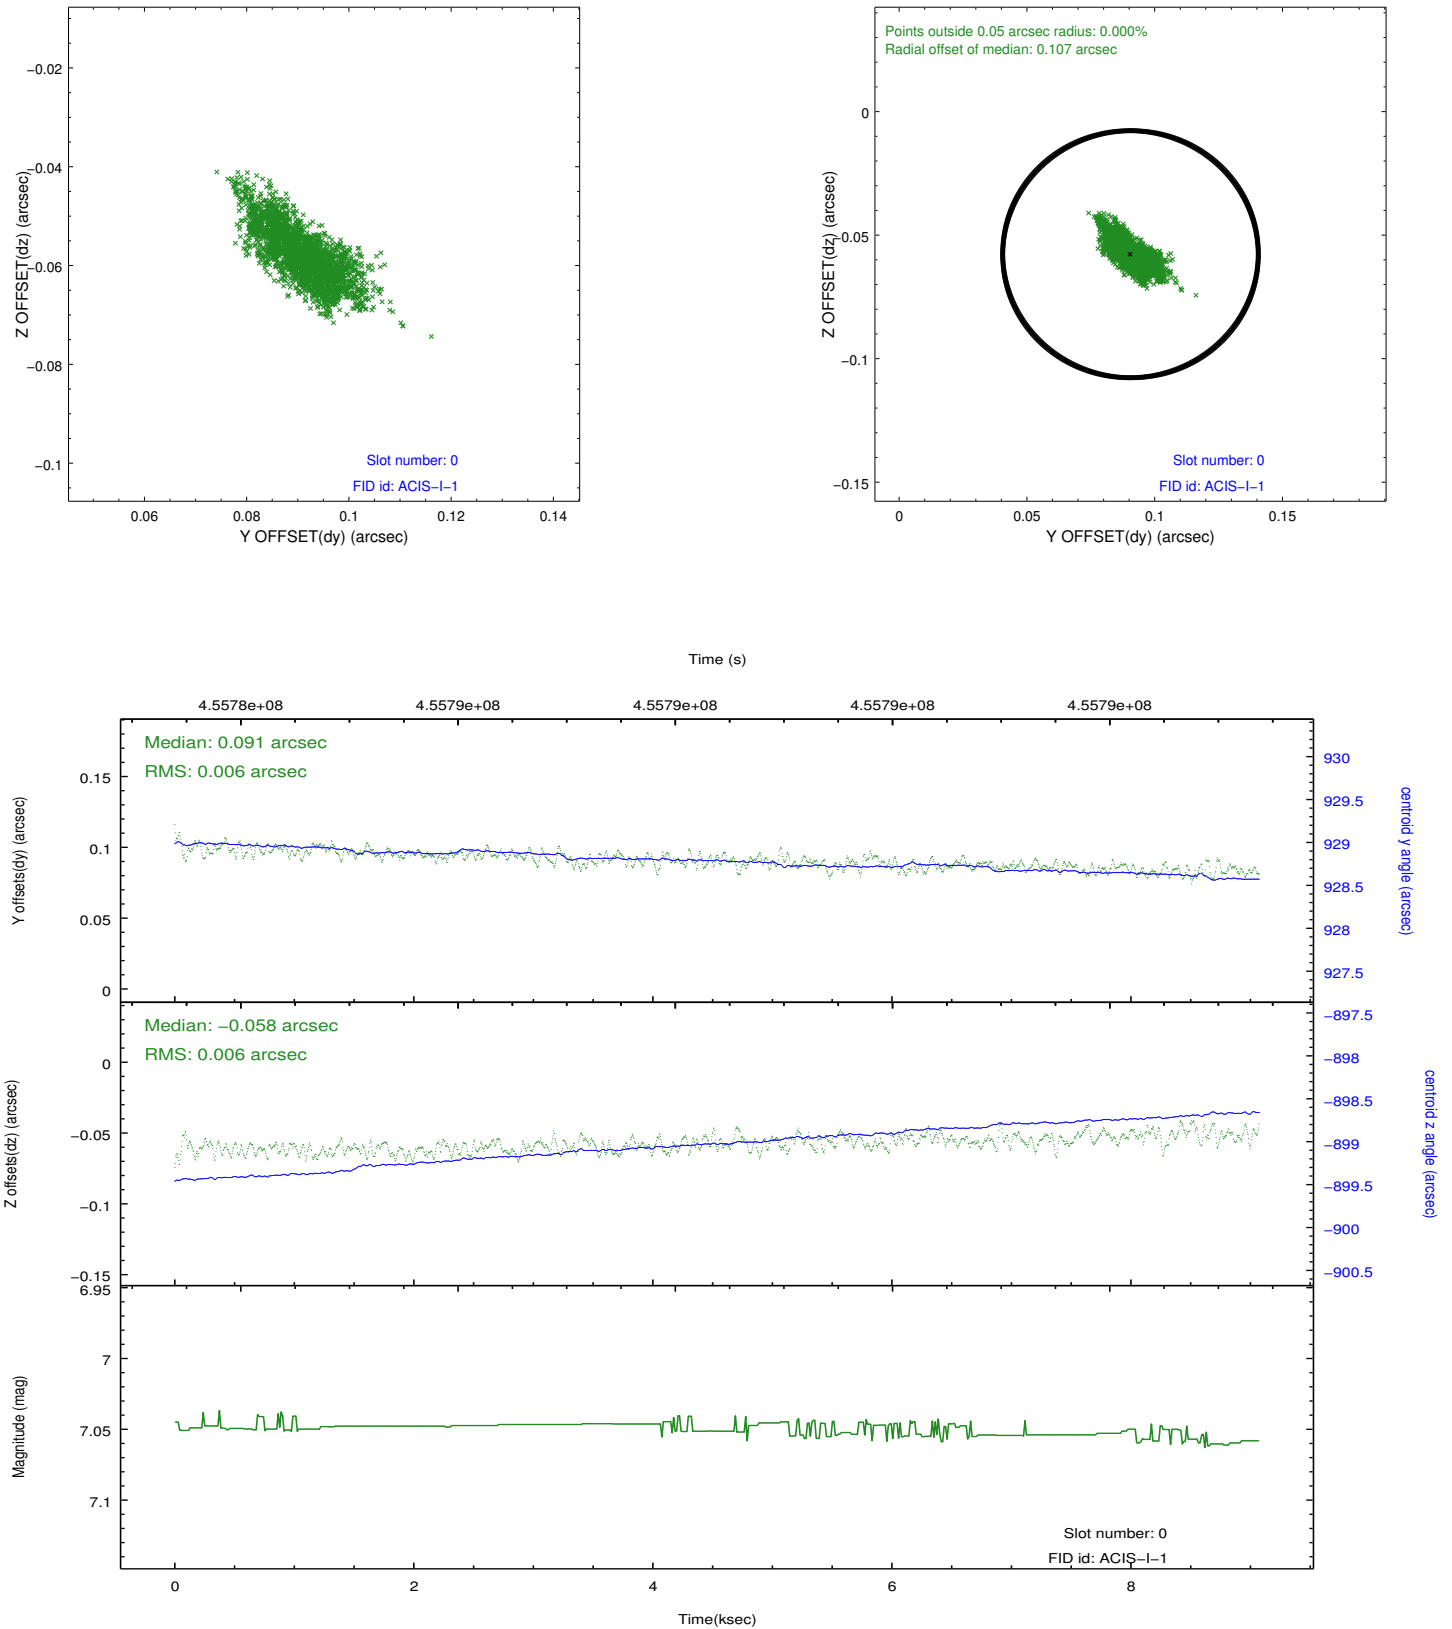 −0.02
−0.04
−0.06
−0.08
−0.1
Z OFFSET(dz) (arcsec)
Slot number: 0
FID id: ACIS−I−1
0.06 0.08 0.1 0.12 0.14
Y OFFSET(dy) (arcsec)
Points outside 0.05 arcsec radius: 0.000%
Radial offset of median: 0.107 arcsec
0
−0.05
−0.1
−0.15
Z OFFSET(dz) (arcsec)
Slot number: 0
FID id: ACIS−I−1
0 0.05 0.1 0.15
Y OFFSET(dy) (arcsec)
Time (s)
4.5578e+08 4.5579e+08 4.5579e+08 4.5579e+08 4.5579e+08
Median: 0.091 arcsec
RMS: 0.006 arcsec
0.15
0.1
0.05
0
Y offsets(dy) (arcsec)
930
929.5
929
928.5
928
927.5
centroid y angle (arcsec)
Median: −0.058 arcsec
RMS: 0.006 arcsec
0
−0.05
−0.1
−0.15
Z offsets(dz) (arcsec)
−897.5
−898
−898.5
−899
−899.5
−900
−900.5
centroid z angle (arcsec)
6.95
7
7.05
7.1
Magnitude (mag)
Slot number: 0
FID id: ACIS−I−1
0 2 4 6 8
Time(ksec)